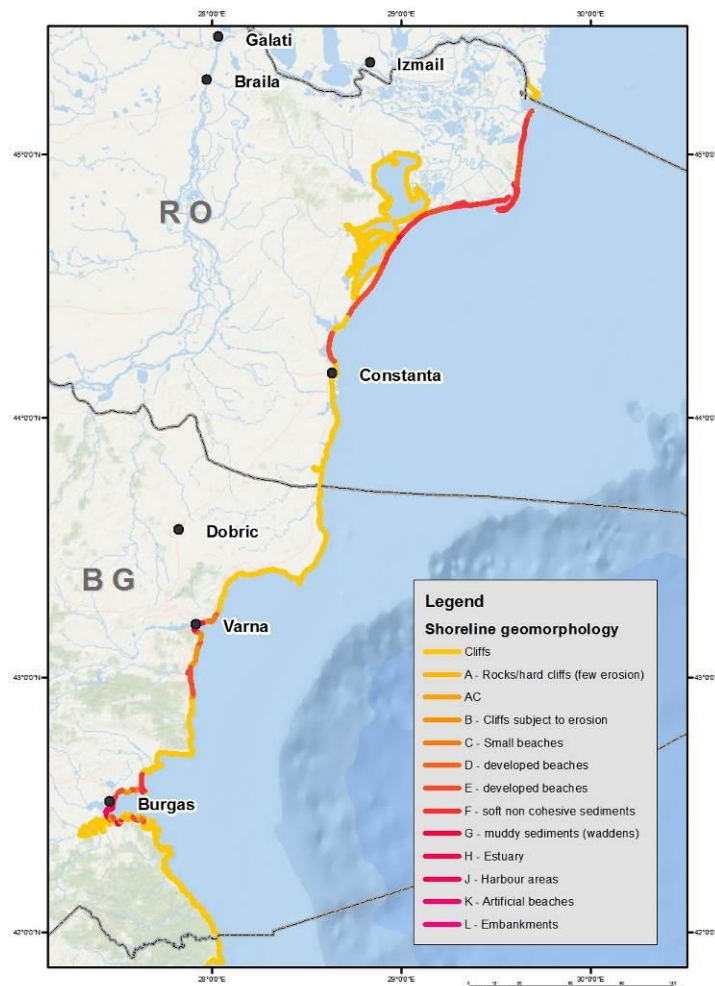 28°0'0"E
29°0'0"E
30°0'0"E
Galati
Izmail
Braila
45°0'0"N
45°0'0"N
R O
Constanta
44°0'0"N
44°0'0"N
Dobric
B G
Legend
Shoreline geomorphology
Cliffs
A - Rocks/hard cliffs (few erosion)
AC
B - Cliffs subject to erosion
C - Small beaches
D - developed beaches
E - developed beaches
F - soft non cohesive sediments
G - muddy sediments (waddens)
H - Estuary
J - Harbour areas
K - Artificial beaches
L - Embankments
Varna
43°0'0"N
43°0'0"N
Burgas
42°0'0"N
42°0'0"N
28°0'0"E
29°0'0"E
30°0'0"E